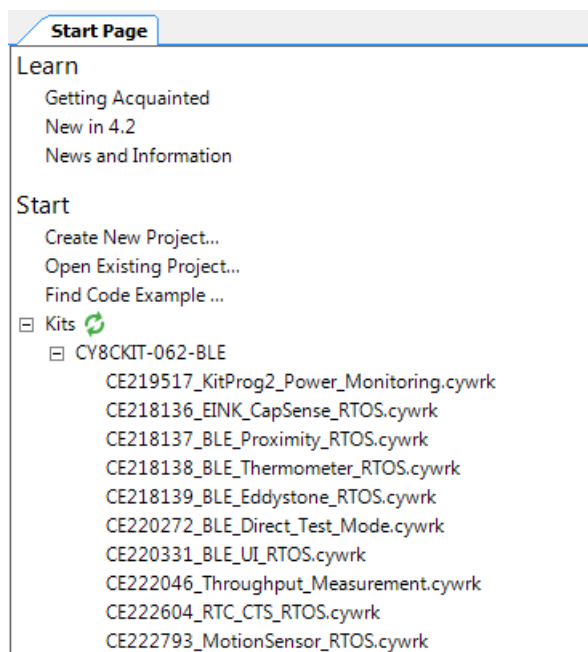 Start Page
Learn
Getting Acquainted
New in 4.2
News and Information
Start
Create New Project...
Open Existing Project...
Find Code Example ...
Kits
CY8CKIT-062-BLE
CE219517_KitProg2_Power_Monitoring.cywrk
CE218136_EINK_CapSense_RTOS.cywrk
CE218137_BLE_Proximity_RTOS.cywrk
CE218138_BLE_Thermometer_RTOS.cywrk
CE218139_BLE_Eddystone_RTOS.cywrk
CE220272_BLE_Direct_Test_Mode.cywrk
CE220331_BLE_UI_RTOS.cywrk
CE222046_Throughput_Measurement.cywrk
CE222604_RTC_CTS_RTOS.cywrk
CE222793_MotionSensor_RTOS.cywrk